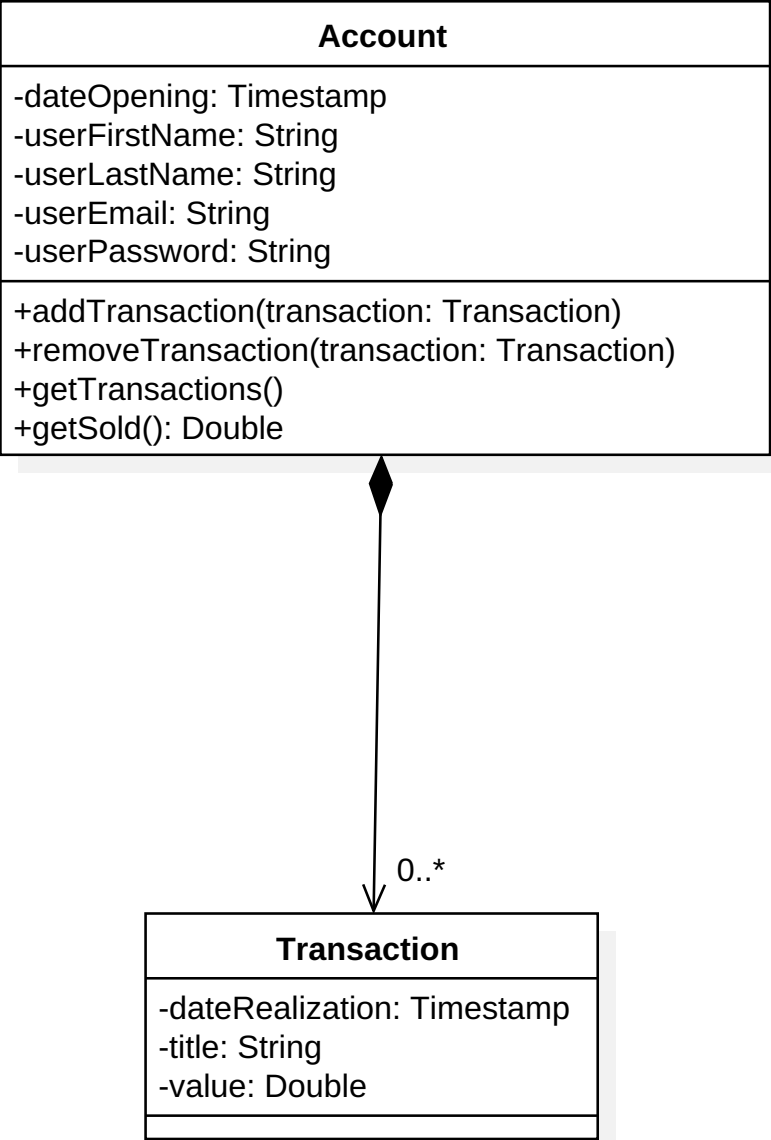 Account
-dateOpening: Timestamp
-userFirstName: String
-userLastName: String
-userEmail: String
-userPassword: String
+addTransaction(transaction: Transaction)
+removeTransaction(transaction: Transaction)
+getTransactions()
+getSold(): Double
0..*
Transaction
-dateRealization: Timestamp
-title: String
-value: Double